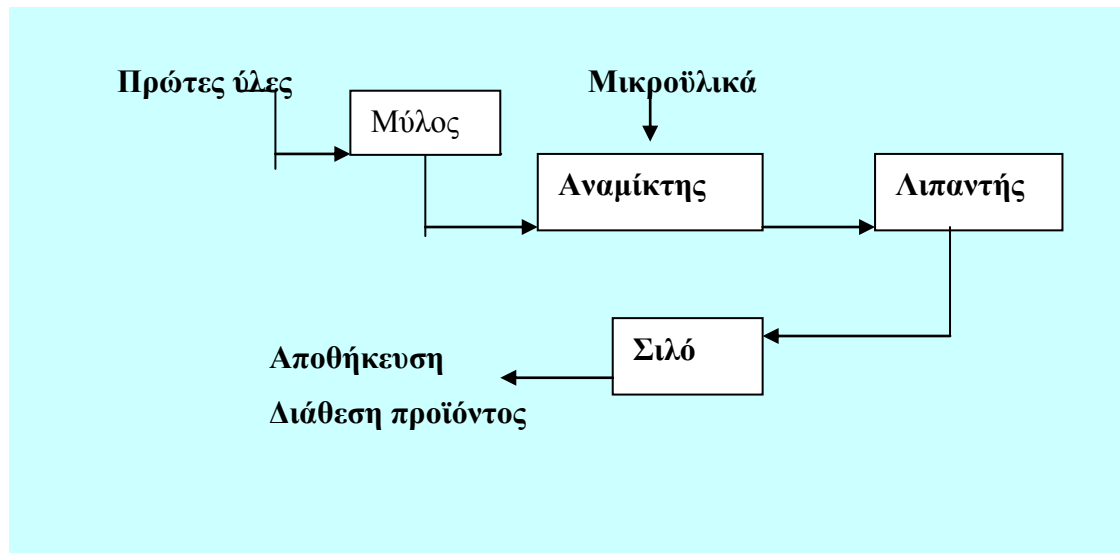 Πρώτες ύλες
Μικροϋλικά
Μύλος
Αναμίκτης
Λιπαντής
Σιλό
Αποθήκευση
Διάθεση προϊόντος